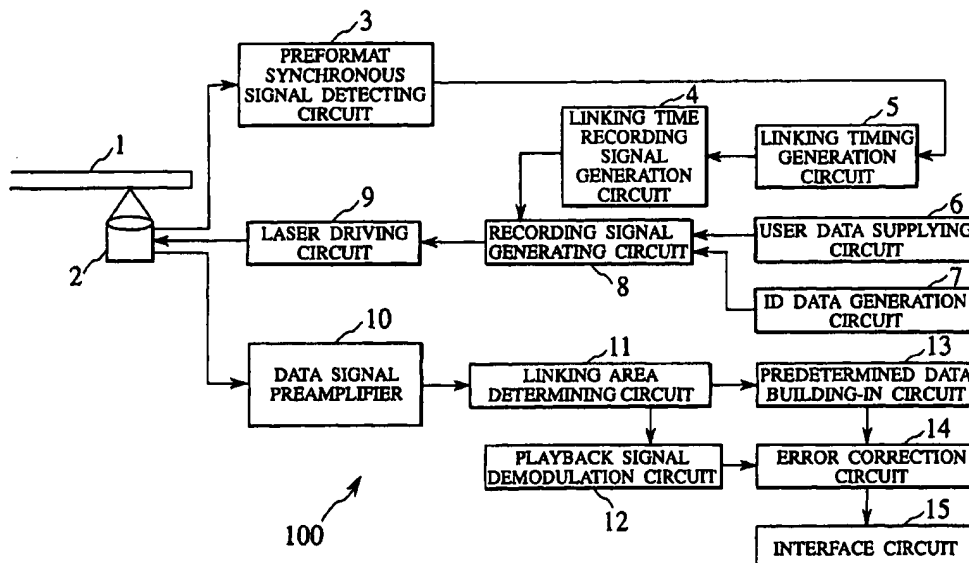 3
PREFORMAT
SYNCHRONOUS
SIGNAL DETECTING
CIRCUIT
4
LINKING TIME
RECORDING
SIGNAL
GENERATION
CIRCUIT
5
LINKING TIMING
GENERATION
CIRCUIT
1
2
9
LASER DRIVING
CIRCUIT
RECORDING SIGNAL
GENERATING CIRCUIT
8
6
USER DATA SUPPLYING
CIRCUIT
7
ID DATA GENERATION
CIRCUIT
10
DATA SIGNAL
PREAMPLIFIER
11
LINKING AREA
DETERMINING CIRCUIT
13
PREDETERMINED DATA
BUILDING-IN CIRCUIT
PLAYBACK SIGNAL
DEMODULATION CIRCUIT
12
14
ERROR CORRECTION
CIRCUIT
15
INTERFACE CIRCUIT
100